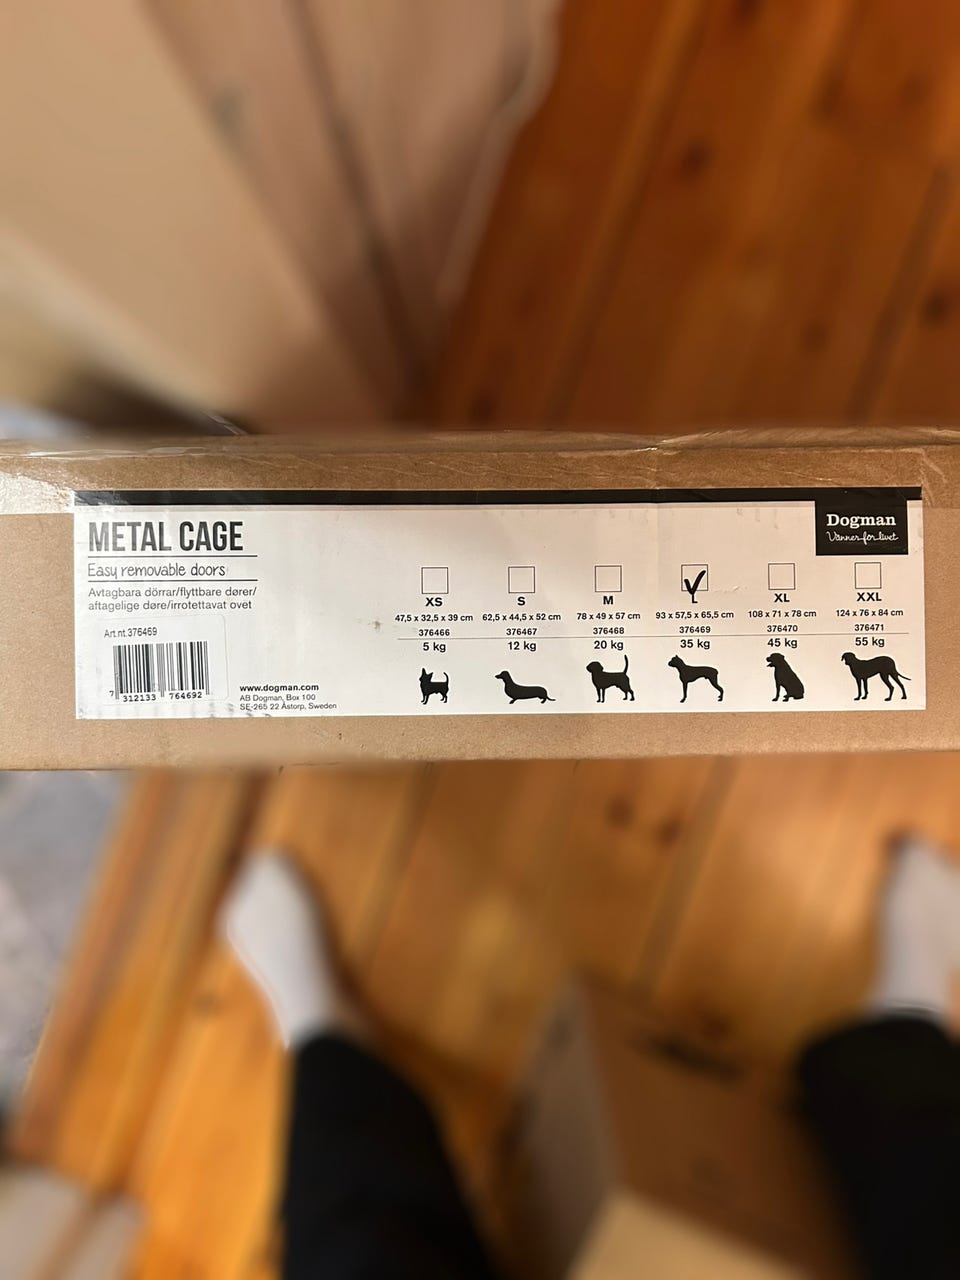 METAL CAGE
Easy removable doors
Avtagbara dörrar/flyttbare dører/
aftagelige døre/irrotettavat ovet
Art.nr. 376469
7 312133 764692
www.dogman.com
AB Dogman, Box 100
SE-265 22 Åstorp, Sweden
Dogman
Vänner för livet
XS S M L XL XXL
47,5 x 32,5 x 39 cm 62,5 x 44,5 x 52 cm 78 x 49 x 57 cm 93 x 57,5 x 65,5 cm 108 x 71 x 78 cm 124 x 76 x 84 cm
376466 376467 376468 376469 376470 376471
5 kg 12 kg 20 kg 35 kg 45 kg 55 kg